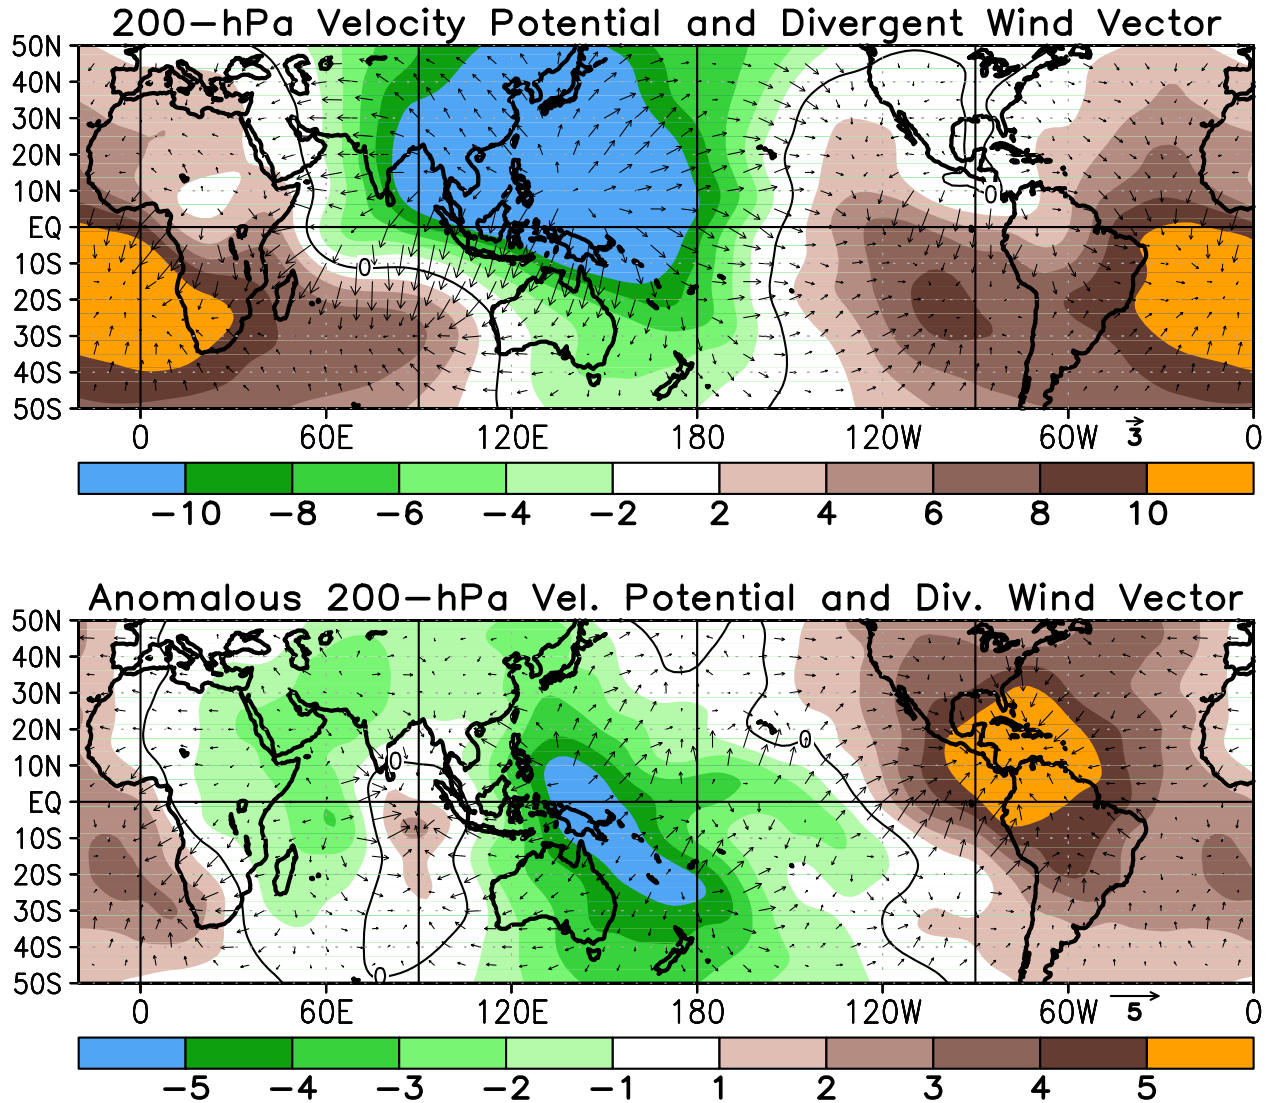 200-hPa Velocity Potential and Divergent Wind Vector
50N
40N
30N
20N
10N
EQ
10S
20S
30S
40S
50S
0
0
0 60E 120E 180 120W 60W 0
3
-10 -8 -6 -4 -2 2 4 6 8 10
Anomalous 200-hPa Vel. Potential and Div. Wind Vector
50N
40N
30N
20N
10N
EQ
10S
20S
30S
40S
50S
0
0
0
0 60E 120E 180 120W 60W 0
5
-5 -4 -3 -2 -1 1 2 3 4 5